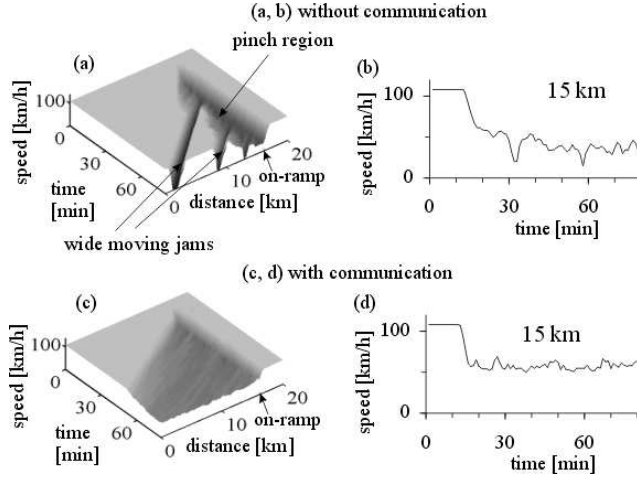 (a, b) without communication
pinch region
(a)
speed [km/h]
100
0
30
60
time
[min]
0
10
20
distance [km]
on-ramp
wide moving jams
(b)
15 km
speed [km/h]
100
0
0
30
60
time [min]
(c, d) with communication
(c)
speed [km/h]
100
0
30
60
time
[min]
0
10
20
distance [km]
on-ramp
(d)
15 km
speed [km/h]
100
0
0
30
60
time [min]